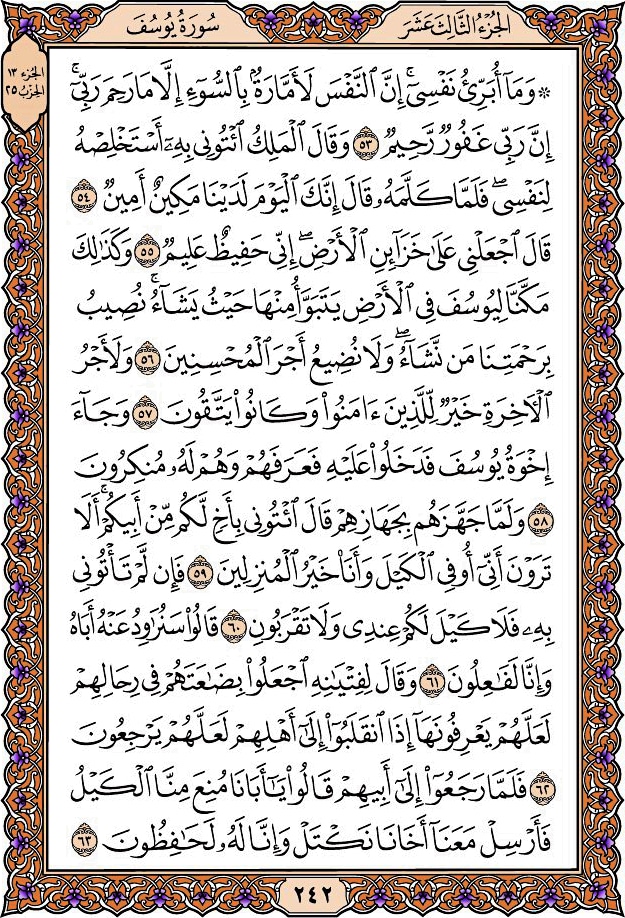 الجزء الثالث عشر
سورة يوسف
الجزء ١٣
الحزب ٢٥
۞ وَمَآ أُبَرِّئُ نَفْسِىٓ ۚ إِنَّ ٱلنَّفْسَ لَأَمَّارَةٌۢ بِٱلسُّوٓءِ إِلَّا مَا رَحِمَ رَبِّىٓ ۚ
إِنَّ رَبِّى غَفُورٌ رَّحِيمٌ ٥٣ وَقَالَ ٱلْمَلِكُ ٱئْتُونِى بِهِۦٓ أَسْتَخْلِصْهُ
لِنَفْسِى ۖ فَلَمَّا كَلَّمَهُۥ قَالَ إِنَّكَ ٱلْيَوْمَ لَدَيْنَا مَكِينٌ أَمِينٌ ٥٤
قَالَ ٱجْعَلْنِى عَلَىٰ خَزَآئِنِ ٱلْأَرْضِ ۖ إِنِّى حَفِيظٌ عَلِيمٌ ٥٥ وَكَذَٰلِكَ
مَكَّنَّا لِيُوسُفَ فِى ٱلْأَرْضِ يَتَبَوَّأُ مِنْهَا حَيْثُ يَشَآءُ ۚ نُصِيبُ
بِرَحْمَتِنَا مَن نَّشَآءُ ۖ وَلَا نُضِيعُ أَجْرَ ٱلْمُحْسِنِينَ ٥٦ وَلَأَجْرُ
ٱلْـَٔاخِرَةِ خَيْرٌ لِّلَّذِينَ ءَامَنُوا۟ وَكَانُوا۟ يَتَّقُونَ ٥٧ وَجَآءَ
إِخْوَةُ يُوسُفَ فَدَخَلُوا۟ عَلَيْهِ فَعَرَفَهُمْ وَهُمْ لَهُۥ مُنكِرُونَ
٥٨ وَلَمَّا جَهَّزَهُم بِجَهَازِهِمْ قَالَ ٱئْتُونِى بِأَخٍ لَّكُم مِّنْ أَبِيكُمْ ۚ أَلَا
تَرَوْنَ أَنِّىٓ أُوفِى ٱلْكَيْلَ وَأَنَا۠ خَيْرُ ٱلْمُنزِلِينَ ٥٩ فَإِن لَّمْ تَأْتُونِى
بِهِۦ فَلَا كَيْلَ لَكُمْ عِندِى وَلَا تَقْرَبُونِ ٦٠ قَالُوا۟ سَنُرَٰوِدُ عَنْهُ أَبَاهُ
وَإِنَّا لَفَٰعِلُونَ ٦١ وَقَالَ لِفِتْيَٰنِهِ ٱجْعَلُوا۟ بِضَٰعَتَهُمْ فِى رِحَالِهِمْ
لَعَلَّهُمْ يَعْرِفُونَهَآ إِذَا ٱنقَلَبُوٓا۟ إِلَىٰٓ أَهْلِهِمْ لَعَلَّهُمْ يَرْجِعُونَ
٦٢ فَلَمَّا رَجَعُوٓا۟ إِلَىٰٓ أَبِيهِمْ قَالُوا۟ يَٰٓأَبَانَا مُنِعَ مِنَّا ٱلْكَيْلُ
فَأَرْسِلْ مَعَنَآ أَخَانَا نَكْتَلْ وَإِنَّا لَهُۥ لَحَٰفِظُونَ ٦٣
٢٤٢